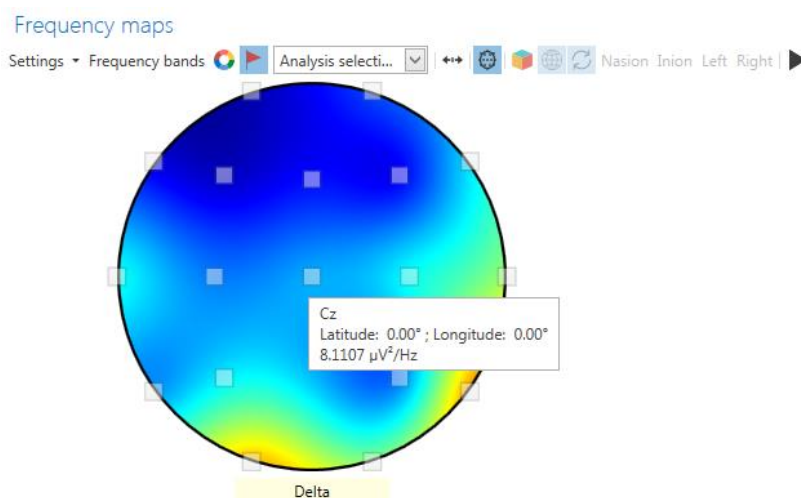 Frequency maps
Settings Frequency bands Analysis selecti... Nasion Inion Left Right
Cz
Latitude: 0.00° ; Longitude: 0.00°
8.1107 µV²/Hz
Delta